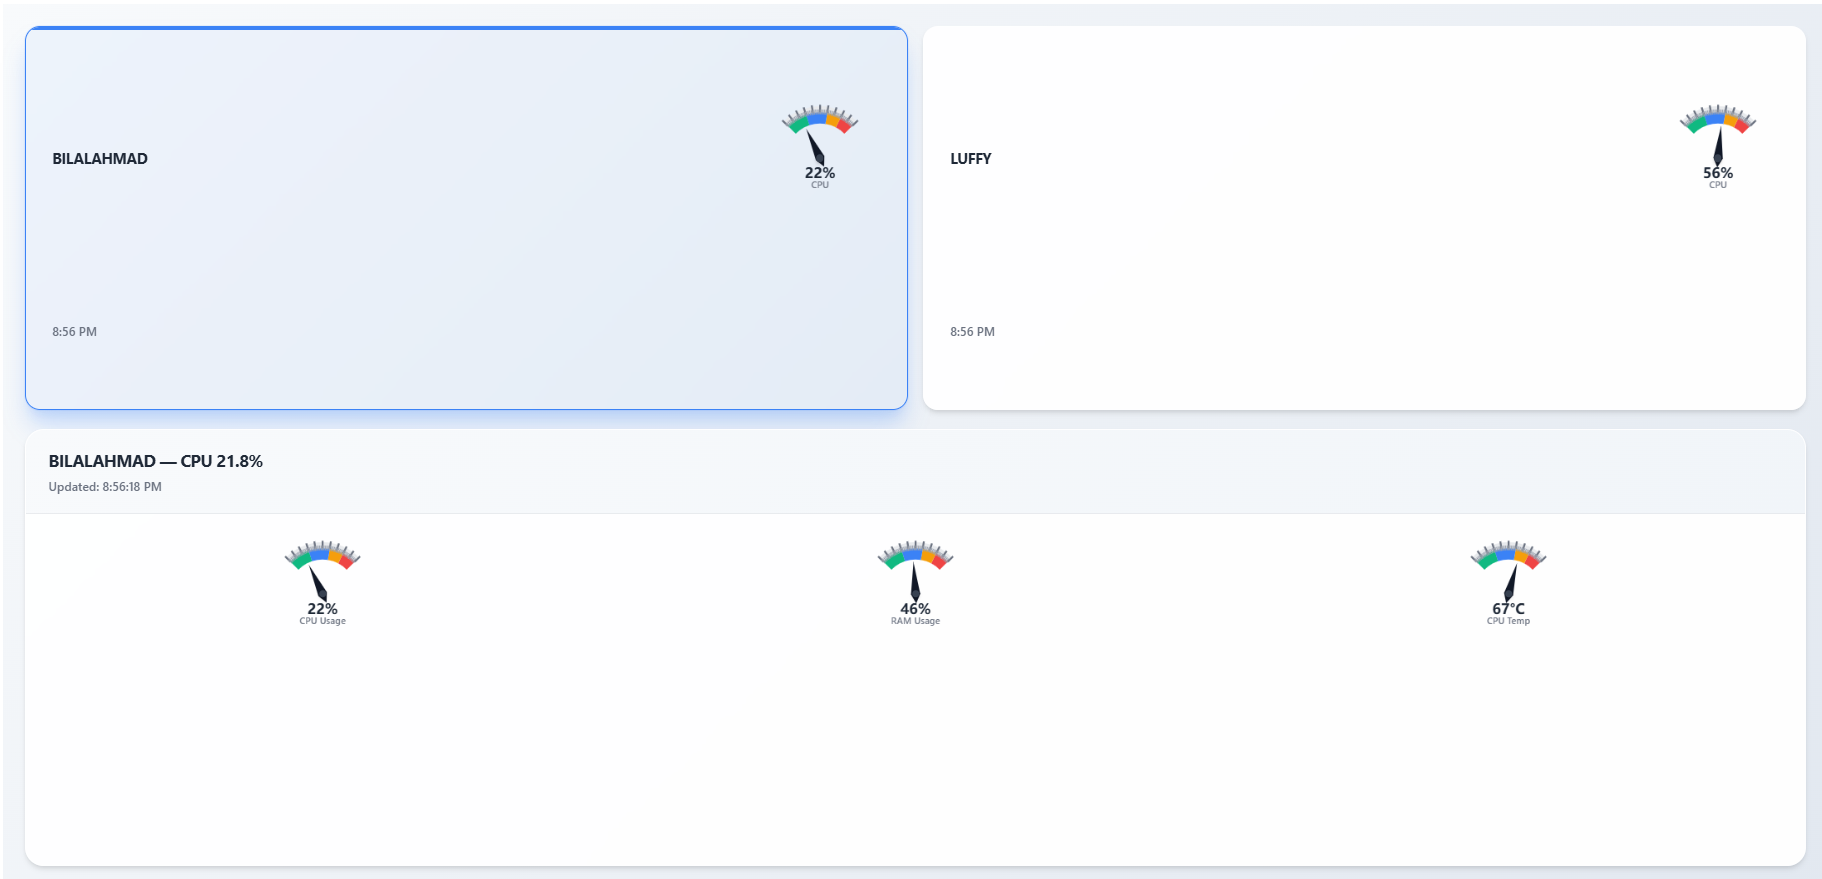 BILALAHMAD
22%
CPU
8:56 PM
LUFFY
56%
CPU
8:56 PM
BILALAHMAD — CPU 21.8%
Updated: 8:56:18 PM
22%
CPU Usage
46%
RAM Usage
67°C
CPU Temp